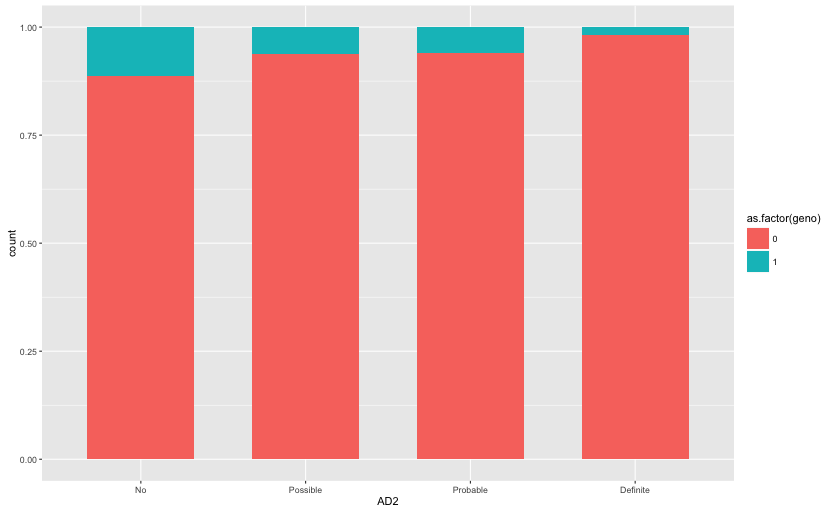 1.00
0.75
0.50
0.25
0.00
count
No Possible Probable Definite
AD2
as.factor(geno)
0
1